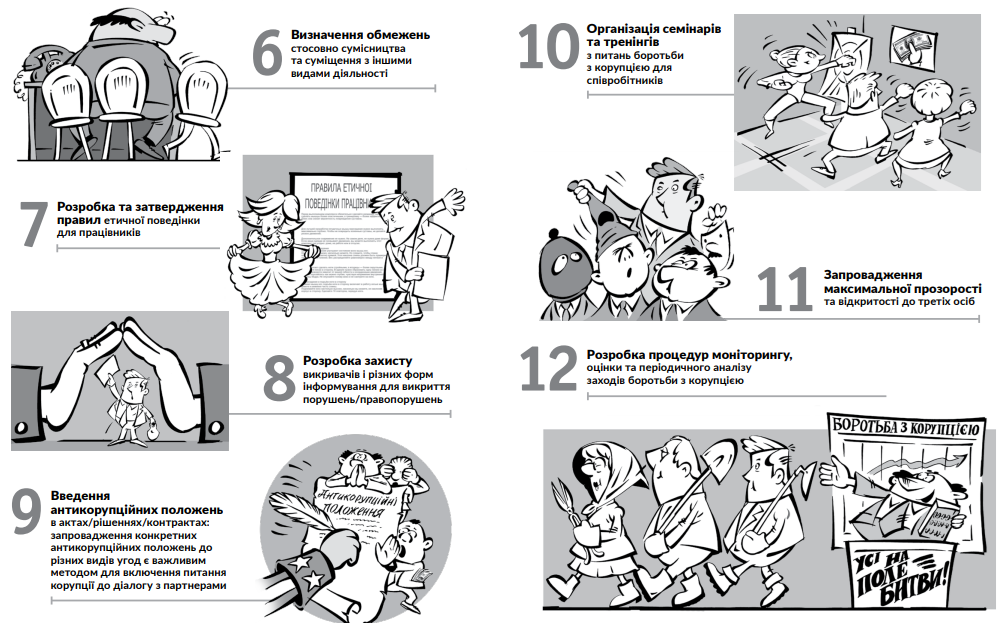 6
Визначення обмежень
стосовно сумісництва
та суміщення з іншими
видами діяльності
7
Розробка та затвердження
правил етичної поведінки
для працівників
ПРАВИЛА ЕТИЧНОЇ
ПОВЕДІНКИ ПРАЦІВН
8
Розробка захисту
викривачів і різних форм
інформування для викриття
порушень/правопорушень
9
Введення
антикорупційних положень
в актах/рішеннях/контрактах:
запровадження конкретних
антикорупційних положень до
різних видів угод є важливим
методом для включення питання
корупції до діалогу з партнерами
АНТИКОРУПЦІЙНІ
ПОЛОЖЕННЯ
10
Організація семінарів
та тренінгів
з питань боротьби
з корупцією для
співробітників
11
Запровадження
максимальної прозорості
та відкритості до третіх осіб
12
Розробка процедур моніторингу,
оцінки та періодичного аналізу
заходів боротьби з корупцією
БОРОТЬБА З КОРУПЦІЄЮ
УСІ НА
ПОЛЕ
БИТВИ!